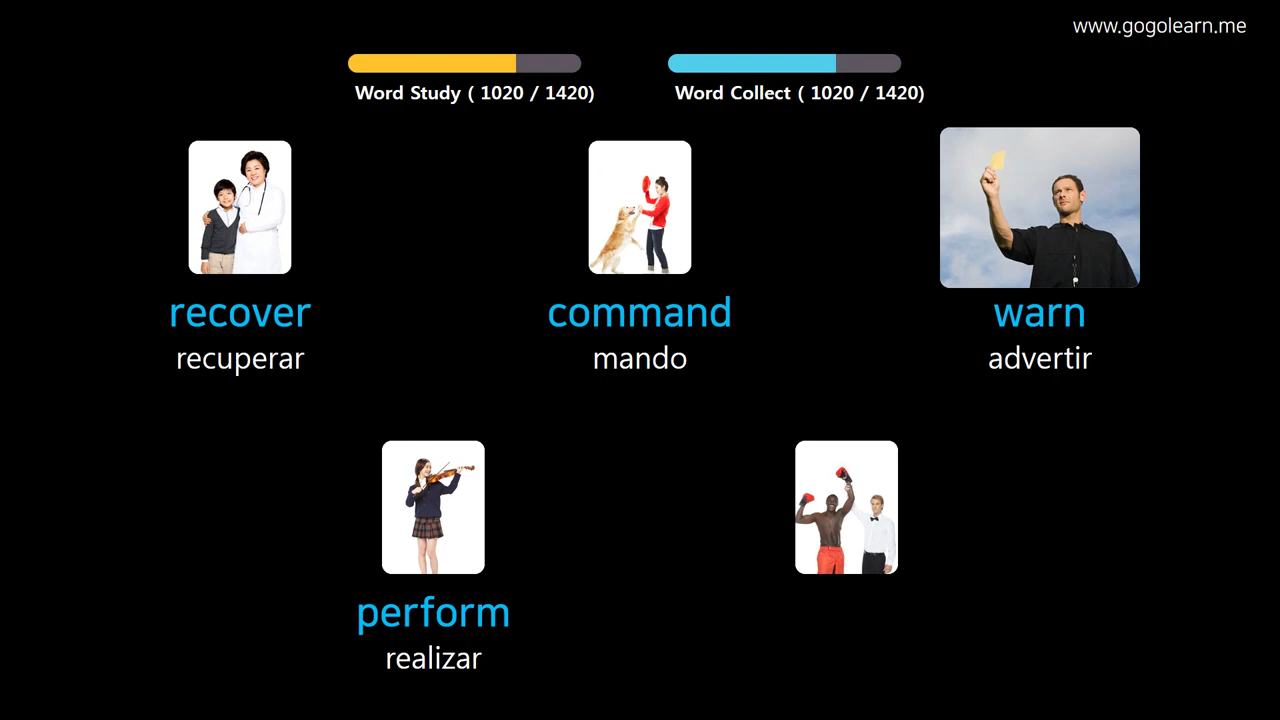 www.gogolearn.me
Word Study ( 1020 / 1420)
Word Collect ( 1020 / 1420)
recover
recuperar
command
mando
warn
advertir
perform
realizar